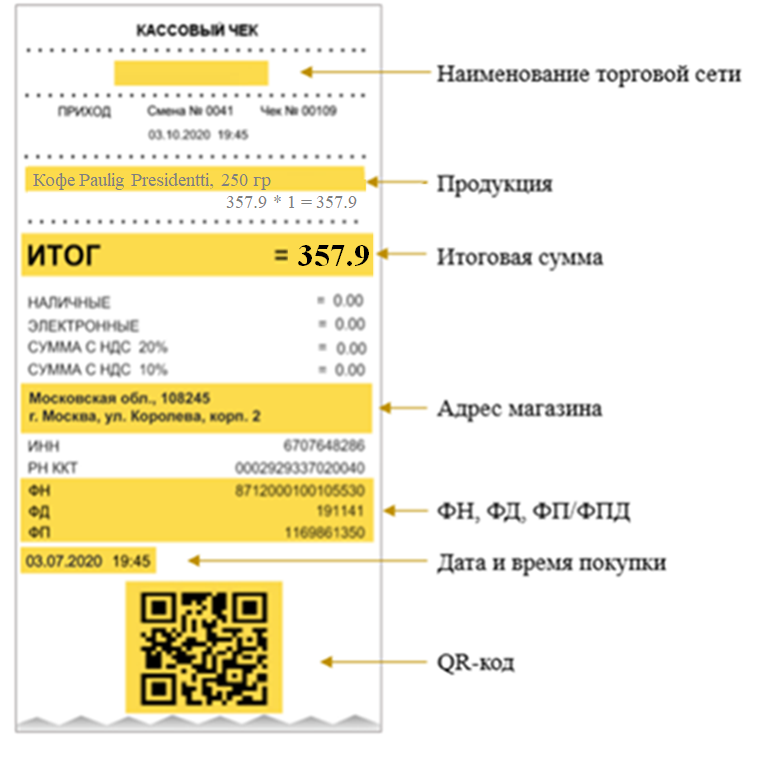 КАССОВЫЙ ЧЕК
Наименование торговой сети
ПРИХОД Смена № 0041 Чек № 00109
03.10.2020 19:45
Кофе Paulig Presidentti, 250 гр
Продукция
357.9 * 1 = 357.9
ИТОГ = 357.9
Итоговая сумма
НАЛИЧНЫЕ = 0.00
ЭЛЕКТРОННЫЕ = 0.00
СУММА С НДС 20% = 0.00
СУММА С НДС 10% = 0.00
Московская обл., 108245
г. Москва, ул. Королева, корп. 2
Адрес магазина
ИНН 6707648286
РН ККТ 0002929337020040
ФН 8712000100105530
ФД 191141
ФП 1169861350
ФН, ФД, ФП/ФПД
03.07.2020 19:45
Дата и время покупки
QR-код